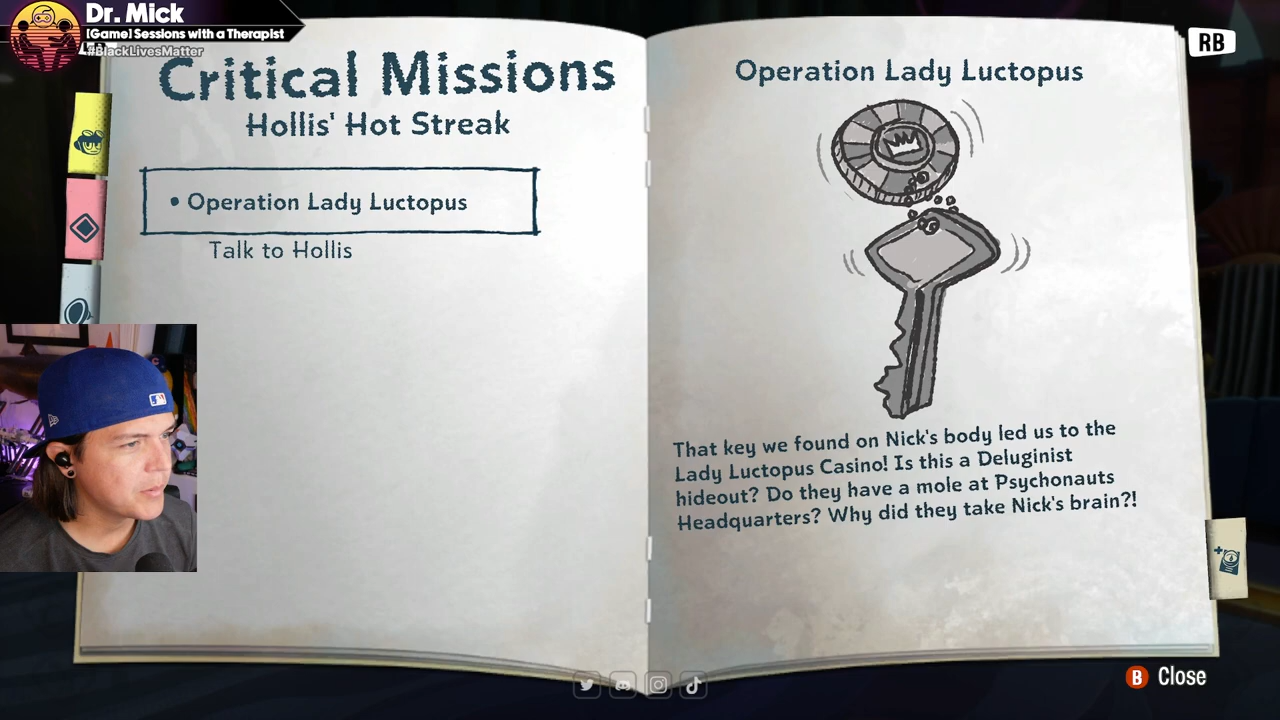 Dr. Mick
[Game] Sessions with a Therapist
#BlackLivesMatter
RB
Critical Missions
Hollis' Hot Streak
• Operation Lady Luctopus
Talk to Hollis
Operation Lady Luctopus
That key we found on Nick's body led us to the
Lady Luctopus Casino! Is this a Deluginist
hideout? Do they have a mole at Psychonauts
Headquarters? Why did they take Nick's brain?!
B Close